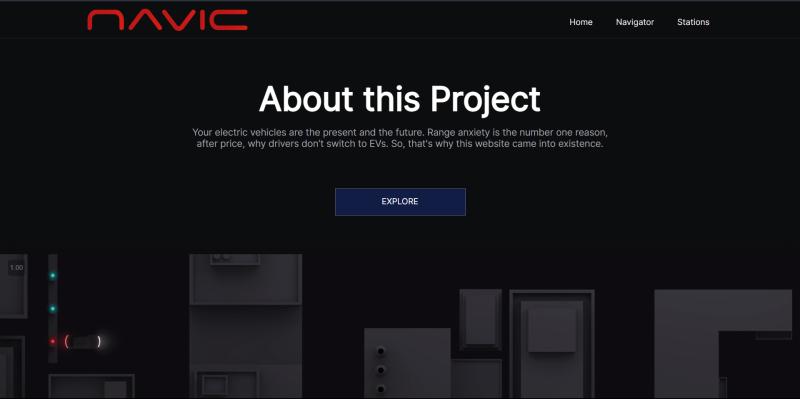 NAVIC
Home Navigator Stations
About this Project
Your electric vehicles are the present and the future. Range anxiety is the number one reason,
after price, why drivers don't switch to EVs. So, that's why this website came into existence.
EXPLORE
1.00